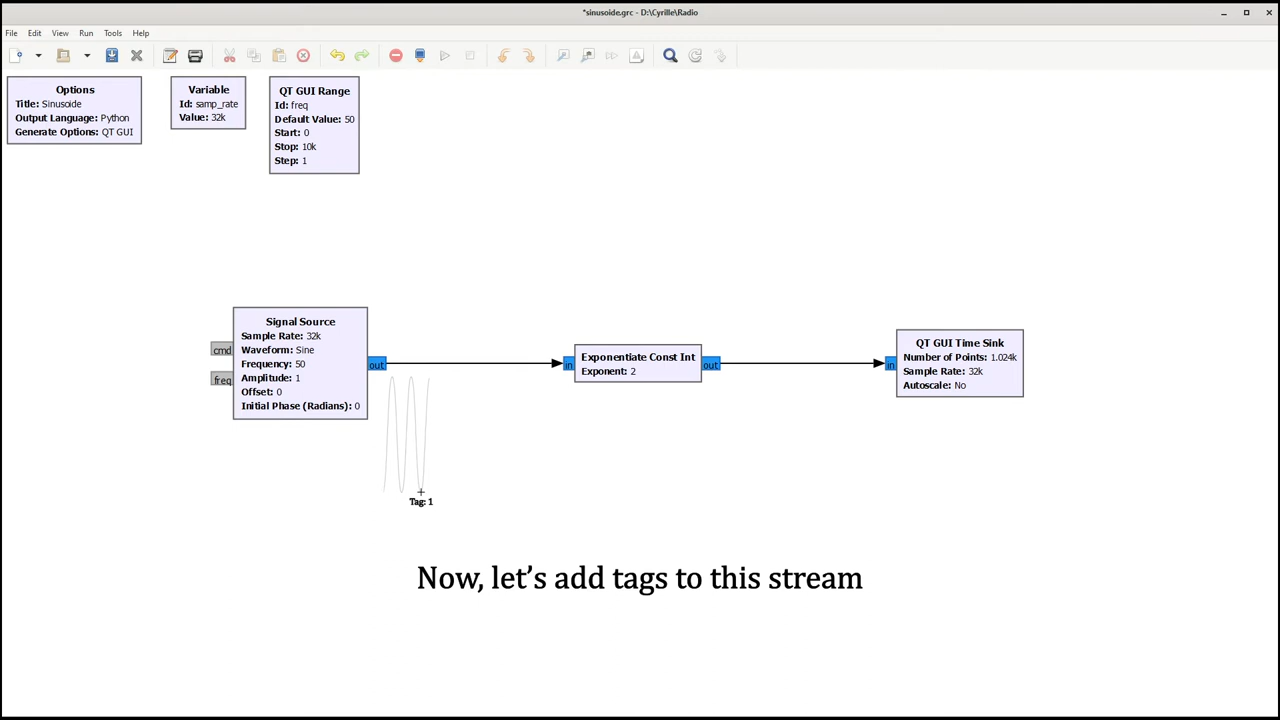 *sinusoide.grc - D:\Cyrille\Radio
File Edit View Run Tools Help
Options
Title: Sinusoide
Output Language: Python
Generate Options: QT GUI
Variable
Id: samp_rate
Value: 32k
QT GUI Range
Id: freq
Default Value: 50
Start: 0
Stop: 10k
Step: 1
cmd
freq
Signal Source
Sample Rate: 32k
Waveform: Sine
Frequency: 50
Amplitude: 1
Offset: 0
Initial Phase (Radians): 0
out
in
Exponentiate Const Int
Exponent: 2
out
in
QT GUI Time Sink
Number of Points: 1.024k
Sample Rate: 32k
Autoscale: No
Tag: 1
Now, let’s add tags to this stream